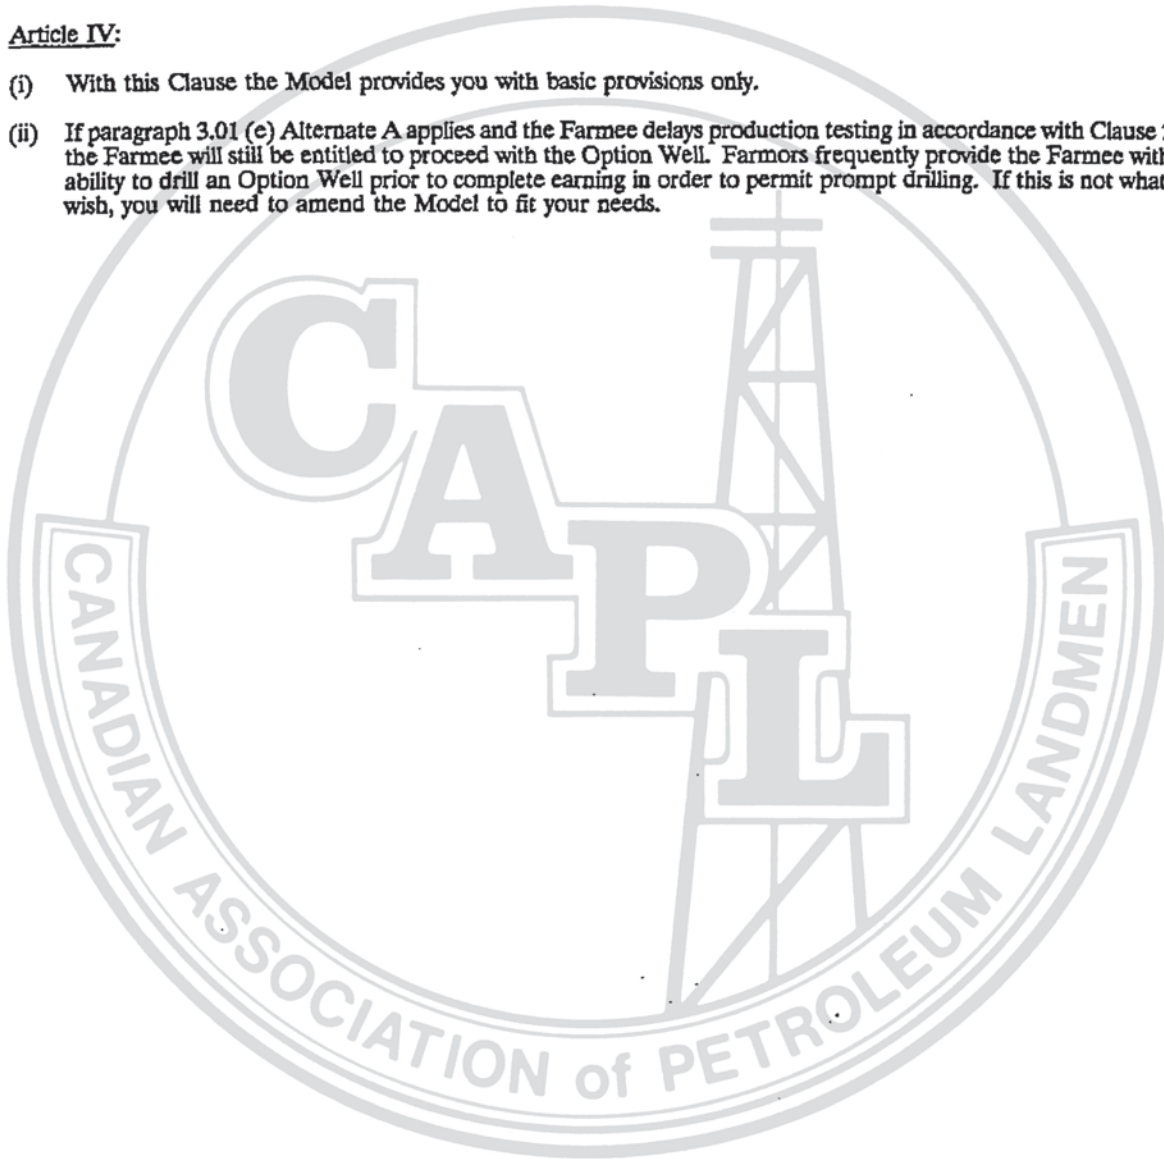 Article IV:
(i) With this Clause the Model provides you with basic provisions only.
(ii) If paragraph 3.01 (e) Alternate A applies and the Farmee delays production testing in accordance with Clause
the Farmee will still be entitled to proceed with the Option Well. Farmors frequently provide the Farmee with
ability to drill an Option Well prior to complete earning in order to permit prompt drilling. If this is not what
wish, you will need to amend the Model to fit your needs.
CAPL
CANADIAN ASSOCIATION of PETROLEUM LANDMEN